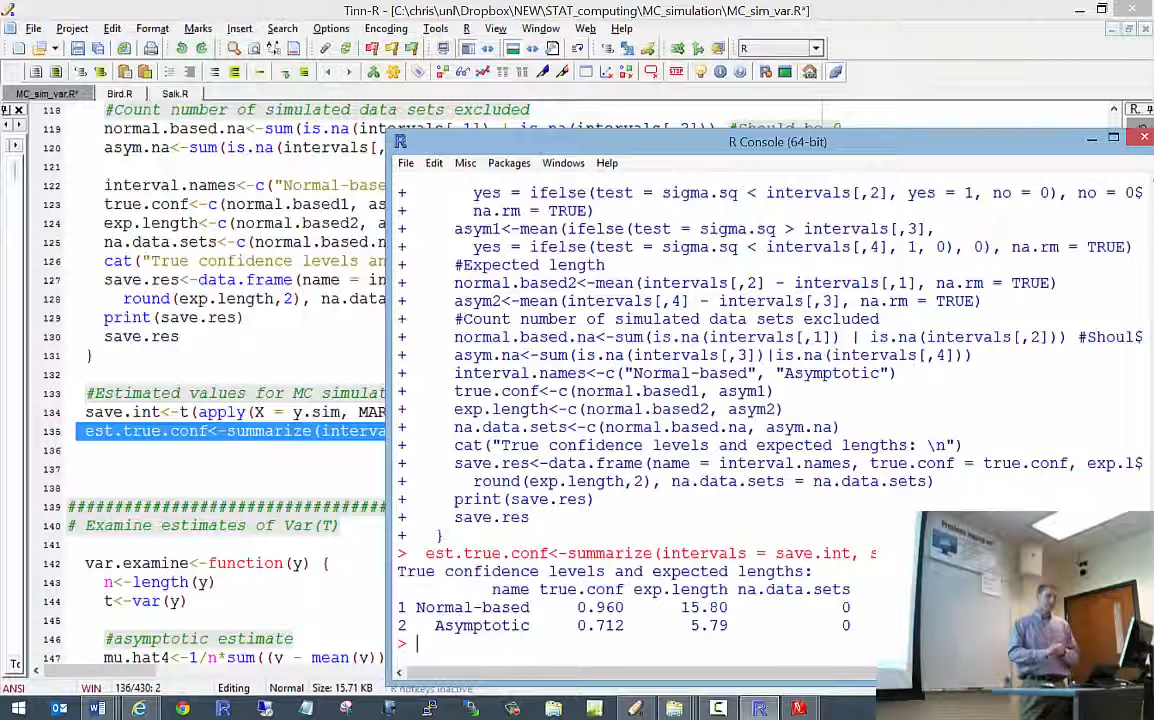 Tinn-R - [C:\chris\unl\Dropbox\NEW\STAT_computing\MC_simulation\MC_sim_var.R*]
File Project Edit Format Marks Insert Search Options Encoding Tools R View Window Web Help
R
MC_sim_var.R* Bird.R Salk.R
118 #Count number of simulated data sets excluded
119 normal.based.na<-sum(is.na(intervals[,1]) | is.na(intervals[,2])) #Should be 0
120 asym.na<-sum(is.na(intervals[,
121
122 interval.names<-c("Normal-base
123 true.conf<-c(normal.based1, as
124 exp.length<-c(normal.based2, a
125 na.data.sets<-c(normal.based.n
126 cat("True confidence levels an
127 save.res<-data.frame(name = in
128 round(exp.length,2), na.data
129 print(save.res)
130 save.res
131 }
132
133 #Estimated values for MC simulat
134 save.int<-t(apply(X = y.sim, MAR
135 est.true.conf<-summarize(interva
136
137
138
139 ##################################
140 # Examine estimates of Var(T)
141
142 var.examine<-function(y) {
143 n<-length(y)
144 t<-var(y)
145
146 #asymptotic estimate
147 mu.hat4<-1/n*sum((y - mean(y))
ANSI WIN 136/430: 2 Editing Normal Size: 15.71 KB R hotkeys inactive
R Console (64-bit)
File Edit Misc Packages Windows Help
+ yes = ifelse(test = sigma.sq < intervals[,2], yes = 1, no = 0), no = 0$
+ na.rm = TRUE)
+ asym1<-mean(ifelse(test = sigma.sq > intervals[,3],
+ yes = ifelse(test = sigma.sq < intervals[,4], 1, 0), 0), na.rm = TRUE)
+ #Expected length
+ normal.based2<-mean(intervals[,2] - intervals[,1], na.rm = TRUE)
+ asym2<-mean(intervals[,4] - intervals[,3], na.rm = TRUE)
+ #Count number of simulated data sets excluded
+ normal.based.na<-sum(is.na(intervals[,1]) | is.na(intervals[,2])) #Shoul$
+ asym.na<-sum(is.na(intervals[,3])|is.na(intervals[,4]))
+ interval.names<-c("Normal-based", "Asymptotic")
+ true.conf<-c(normal.based1, asym1)
+ exp.length<-c(normal.based2, asym2)
+ na.data.sets<-c(normal.based.na, asym.na)
+ cat("True confidence levels and expected lengths: \n")
+ save.res<-data.frame(name = interval.names, true.conf = true.conf, exp.l$
+ round(exp.length,2), na.data.sets = na.data.sets)
+ print(save.res)
+ save.res
+ }
> est.true.conf<-summarize(intervals = save.int, s
True confidence levels and expected lengths:
name true.conf exp.length na.data.sets
1 Normal-based 0.960 15.80 0
2 Asymptotic 0.712 5.79 0
>